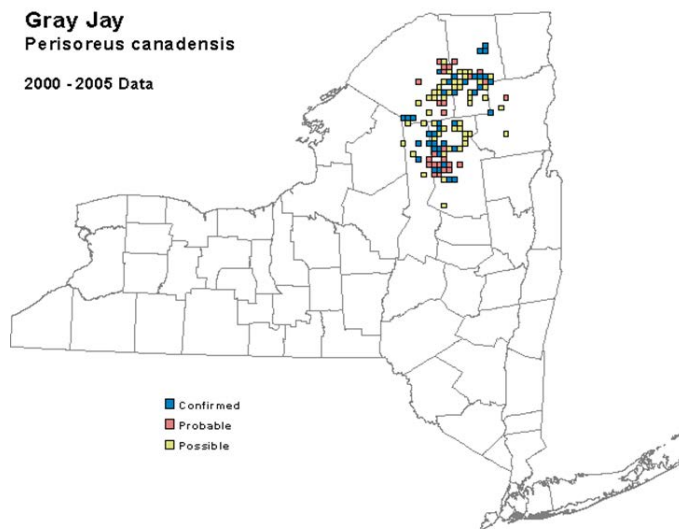 Gray Jay
Perisoreus canadensis
2000 - 2005 Data
Confirmed
Probable
Possible